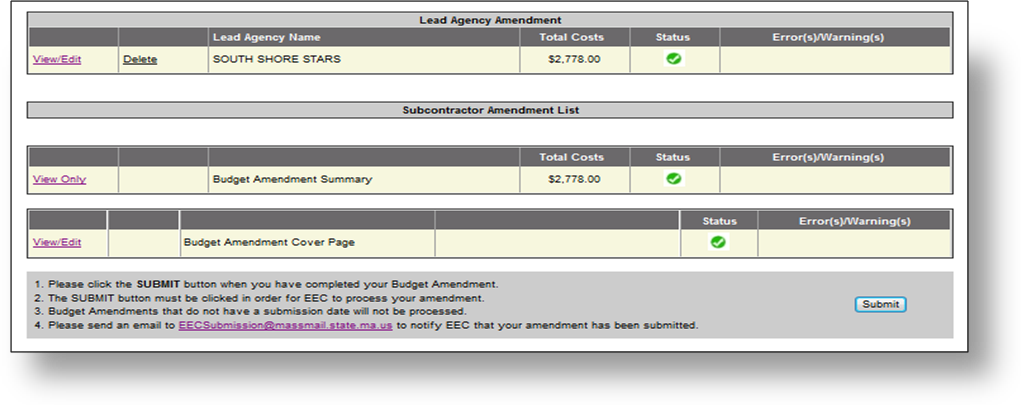 Lead Agency Amendment
Lead Agency Name Total Costs Status Error(s)/Warning(s)
View/Edit Delete SOUTH SHORE STARS $2,778.00
Subcontractor Amendment List
Total Costs Status Error(s)/Warning(s)
View Only Budget Amendment Summary $2,778.00
Status Error(s)/Warning(s)
View/Edit Budget Amendment Cover Page
1. Please click the SUBMIT button when you have completed your Budget Amendment.
2. The SUBMIT button must be clicked in order for EEC to process your amendment.
3. Budget Amendments that do not have a submission date will not be processed.
4. Please send an email to EECSubmission@massmail.state.ma.us to notify EEC that your amendment has been submitted.
Submit